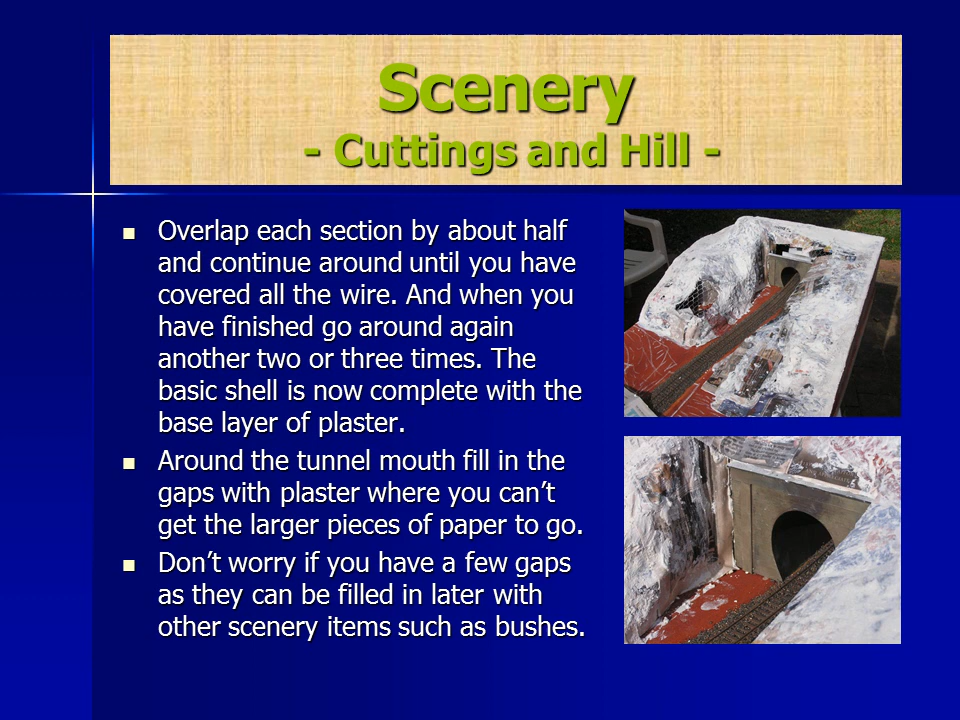 Scenery
- Cuttings and Hill -
Overlap each section by about half
and continue around until you have
covered all the wire. And when you
have finished go around again
another two or three times. The
basic shell is now complete with the
base layer of plaster.
Around the tunnel mouth fill in the
gaps with plaster where you can’t
get the larger pieces of paper to go.
Don’t worry if you have a few gaps
as they can be filled in later with
other scenery items such as bushes.